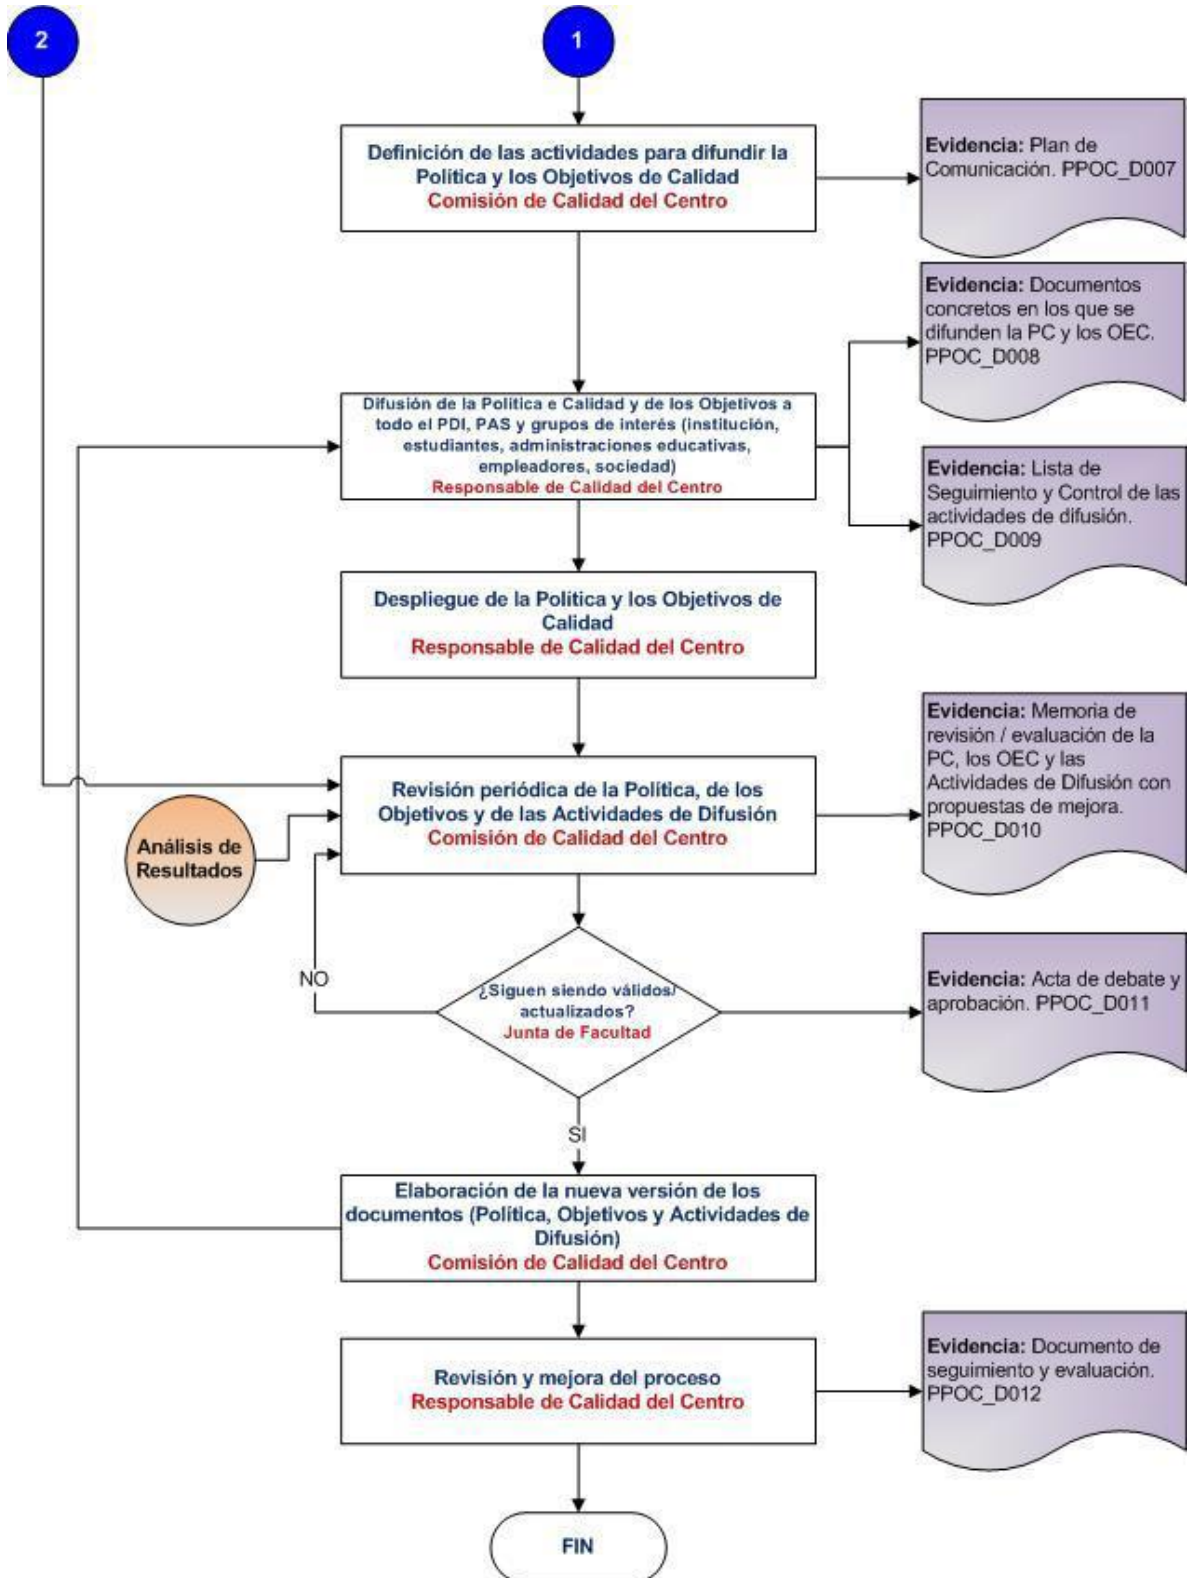 2
1
Definición de las actividades para difundir la
Política y los Objetivos de Calidad
Comisión de Calidad del Centro
Evidencia: Plan de
Comunicación. PPOC_D007
Evidencia: Documentos
concretos en los que se
difunden la PC y los OEC.
PPOC_D008
Difusión de la Política e Calidad y de los Objetivos a
todo el PDI, PAS y grupos de interés (institución,
estudiantes, administraciones educativas,
empleadores, sociedad)
Responsable de Calidad del Centro
Evidencia: Lista de
Seguimiento y Control de las
actividades de difusión.
PPOC_D009
Despliegue de la Política y los Objetivos de
Calidad
Responsable de Calidad del Centro
Evidencia: Memoria de
revisión / evaluación de la
PC, los OEC y las
Actividades de Difusión con
propuestas de mejora.
PPOC_D010
Revisión periódica de la Política, de los
Objetivos y de las Actividades de Difusión
Comisión de Calidad del Centro
Análisis de
Resultados
NO
¿Siguen siendo válidos/
actualizados?
Junta de Facultad
Evidencia: Acta de debate y
aprobación. PPOC_D011
SI
Elaboración de la nueva versión de los
documentos (Política, Objetivos y Actividades de
Difusión)
Comisión de Calidad del Centro
Revisión y mejora del proceso
Responsable de Calidad del Centro
Evidencia: Documento de
seguimiento y evaluación.
PPOC_D012
FIN